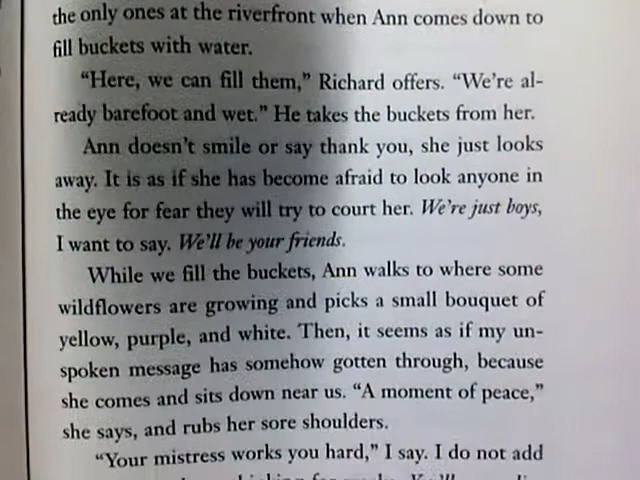 the only ones at the riverfront when Ann comes down to
fill buckets with water.
“Here, we can fill them,” Richard offers. “We’re al-
ready barefoot and wet.” He takes the buckets from her.
Ann doesn’t smile or say thank you, she just looks
away. It is as if she has become afraid to look anyone in
the eye for fear they will try to court her. We’re just boys,
I want to say. We’ll be your friends.
While we fill the buckets, Ann walks to where some
wildflowers are growing and picks a small bouquet of
yellow, purple, and white. Then, it seems as if my un-
spoken message has somehow gotten through, because
she comes and sits down near us. “A moment of peace,”
she says, and rubs her sore shoulders.
“Your mistress works you hard,” I say. I do not add